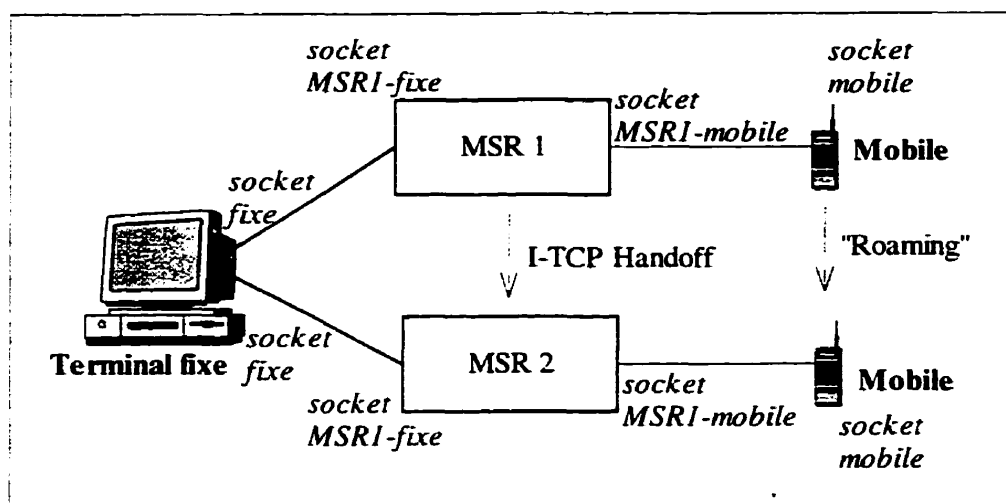 socket
MSR1-fixe
socket
mobile
MSR 1
socket
MSR1-mobile
Mobile
socket
fixe
I-TCP Handoff
"Roaming"
Terminal fixe
socket
fixe
MSR 2
socket
MSR1-fixe
socket
MSR1-mobile
Mobile
socket
mobile